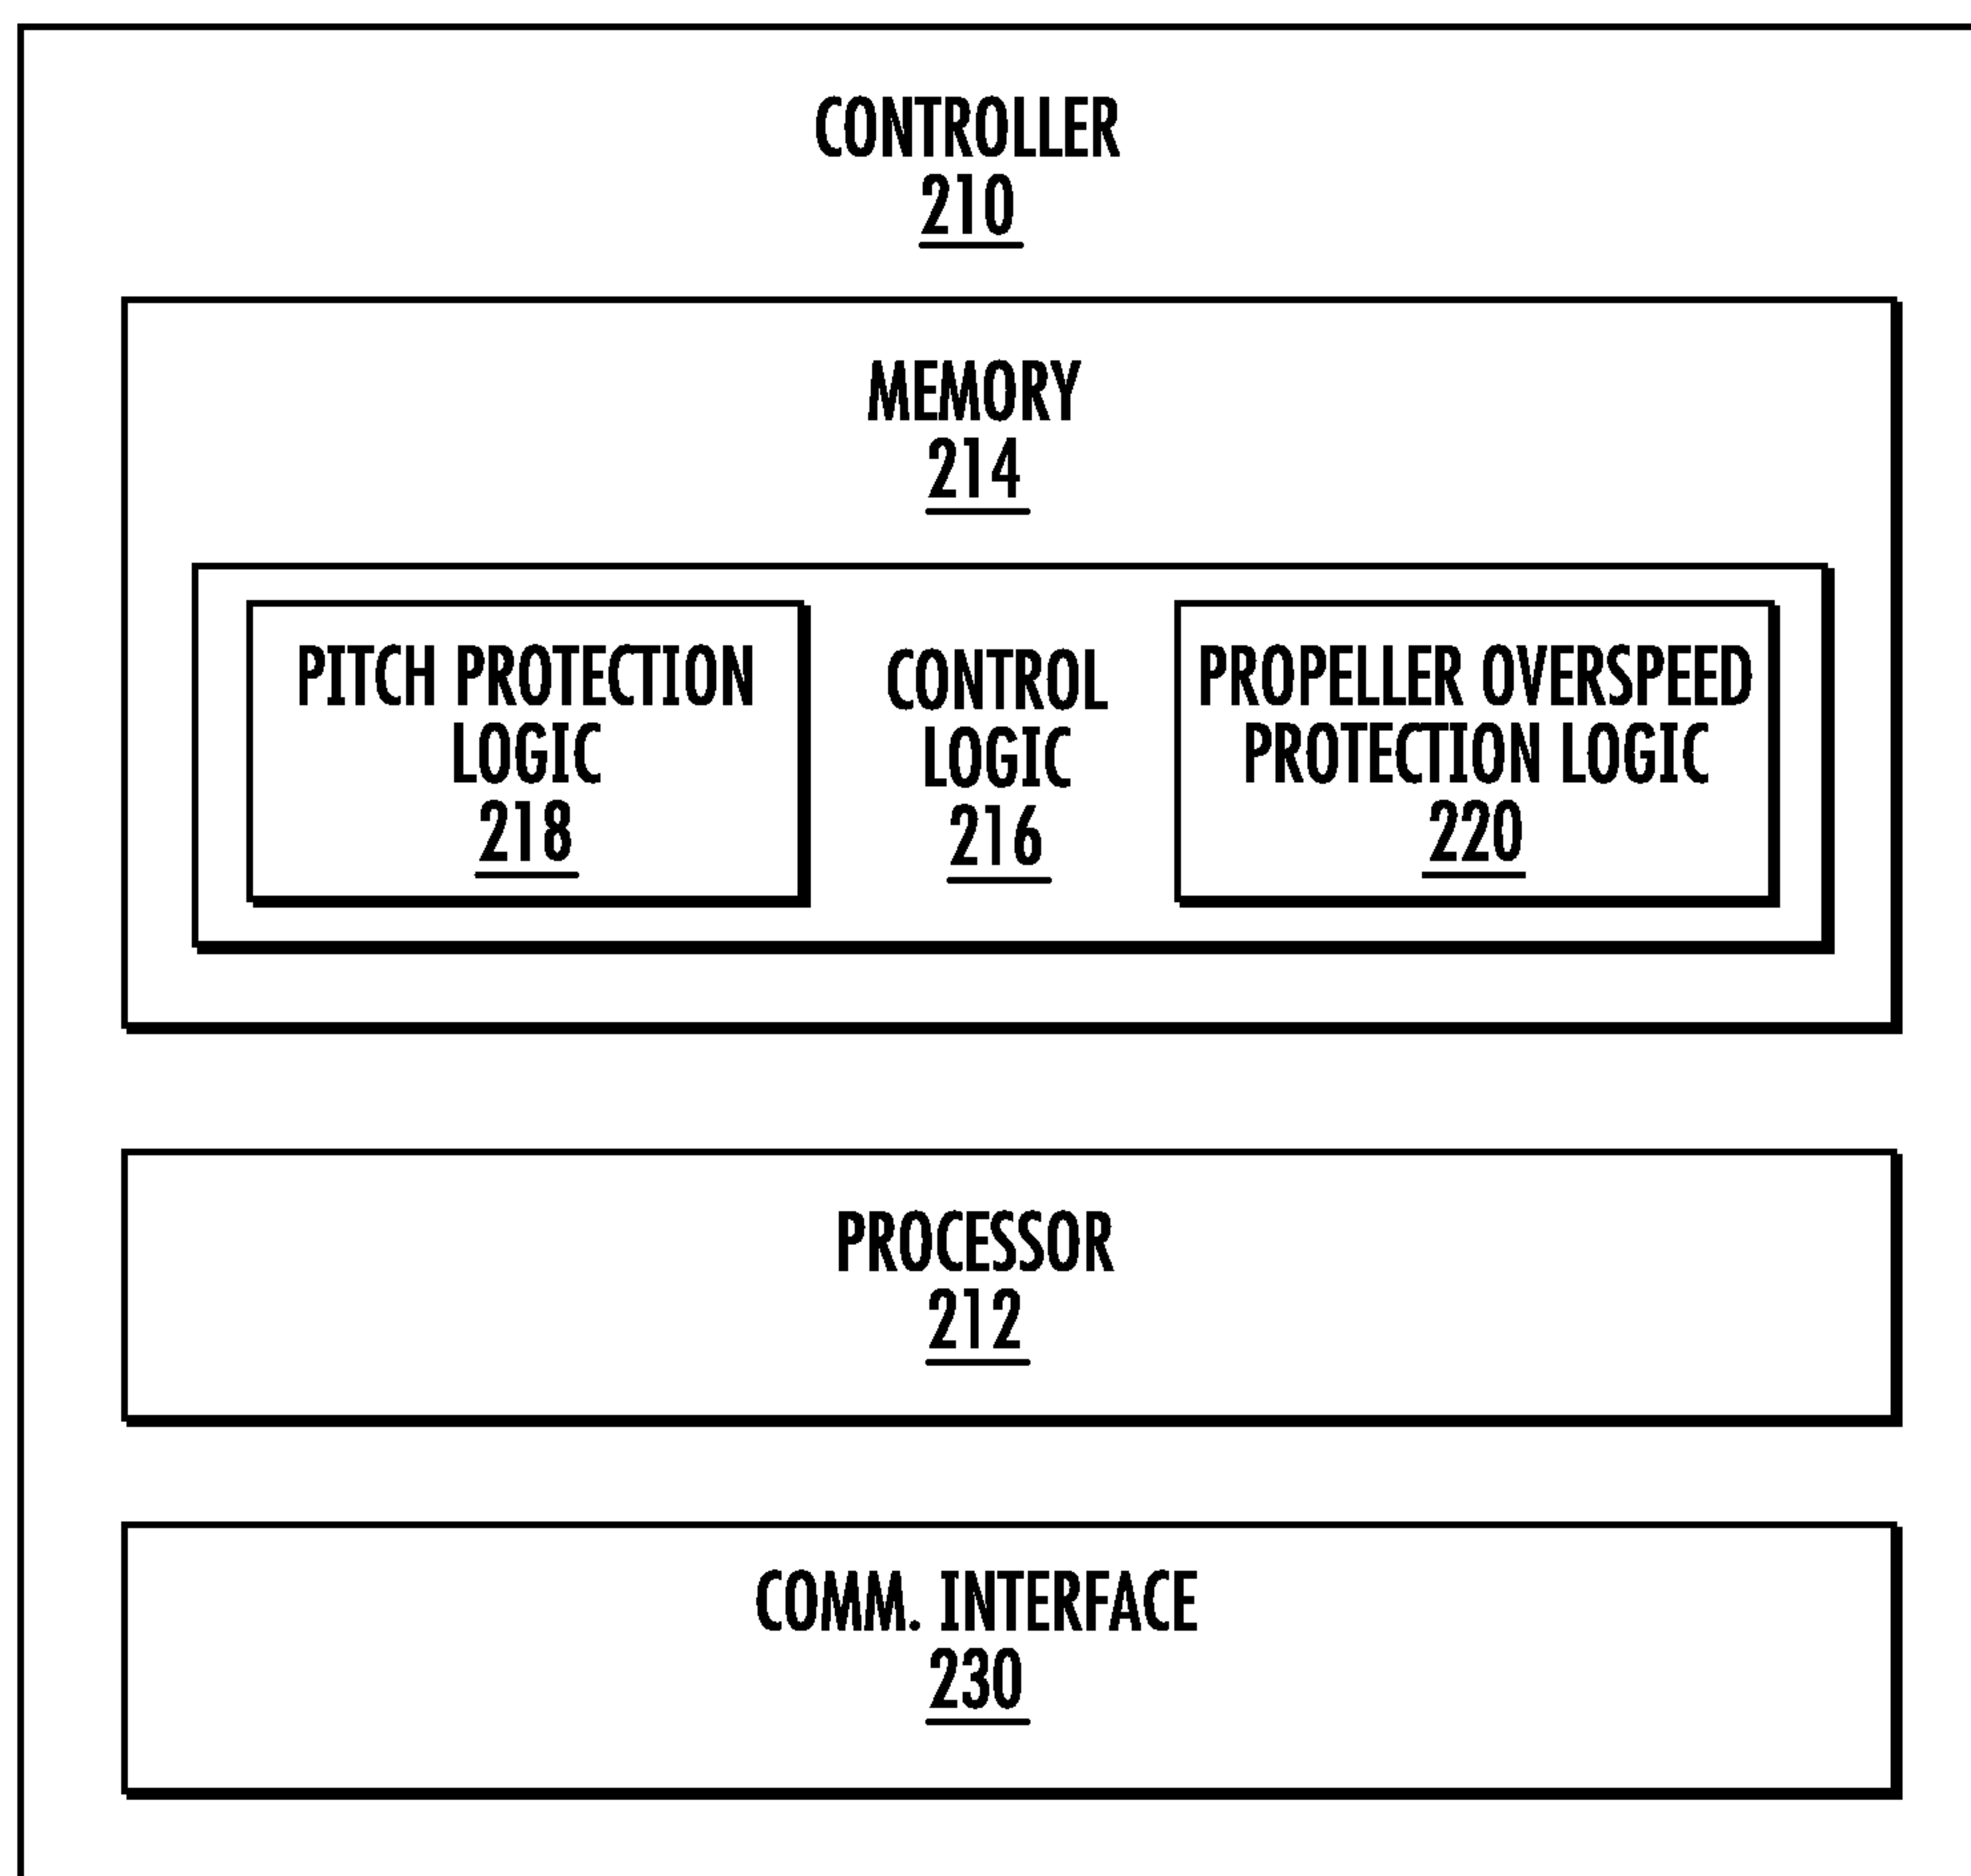 CONTROLLER
210
MEMORY
214
PITCH PROTECTION
LOGIC
218
CONTROL
LOGIC
216
PROPELLER OVERSPEED
PROTECTION LOGIC
220
PROCESSOR
212
COMM. INTERFACE
230